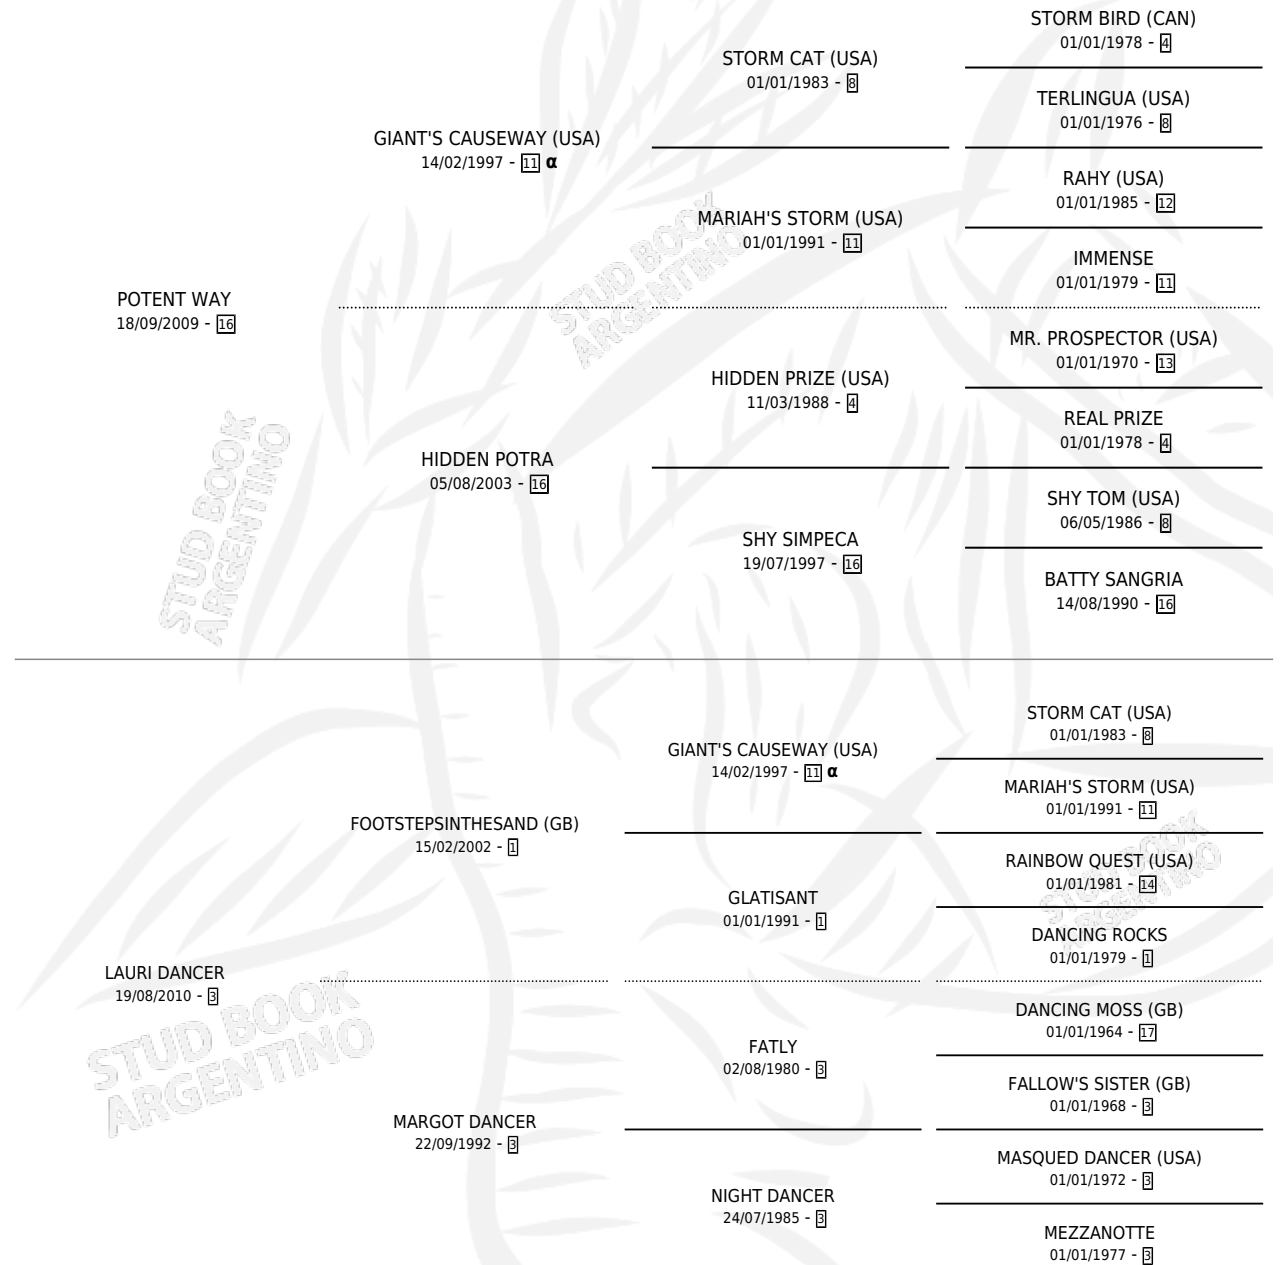 STORM BIRD (CAN)
01/01/1978 - 4
STORM CAT (USA)
01/01/1983 - 8
TERLINGUA (USA)
01/01/1976 - 8
GIANT'S CAUSEWAY (USA)
14/02/1997 - 11 α
RAHY (USA)
01/01/1985 - 12
MARIAH'S STORM (USA)
01/01/1991 - 11
IMMENSE
01/01/1979 - 11
POTENT WAY
18/09/2009 - 16
MR. PROSPECTOR (USA)
01/01/1970 - 13
HIDDEN PRIZE (USA)
11/03/1988 - 4
REAL PRIZE
01/01/1978 - 4
HIDDEN POTRA
05/08/2003 - 16
SHY TOM (USA)
06/05/1986 - 8
SHY SIMPECA
19/07/1997 - 16
BATTY SANGRIA
14/08/1990 - 16
STORM CAT (USA)
01/01/1983 - 8
GIANT'S CAUSEWAY (USA)
14/02/1997 - 11 α
MARIAH'S STORM (USA)
01/01/1991 - 11
FOOTSTEPSINTHESAND (GB)
15/02/2002 - 1
RAINBOW QUEST (USA)
01/01/1981 - 14
GLATISANT
01/01/1991 - 1
DANCING ROCKS
01/01/1979 - 1
LAURI DANCER
19/08/2010 - 3
DANCING MOSS (GB)
01/01/1964 - 17
FATLY
02/08/1980 - 3
FALLOW'S SISTER (GB)
01/01/1968 - 3
MARGOT DANCER
22/09/1992 - 3
MASQUED DANCER (USA)
01/01/1972 - 3
NIGHT DANCER
24/07/1985 - 3
MEZZANOTTE
01/01/1977 - 3
STUD BOOK
ARGENTINO
STUD BOOK
ARGENTINO
STUD BOOK
ARGENTINO
STUD BOOK
ARGENTINO